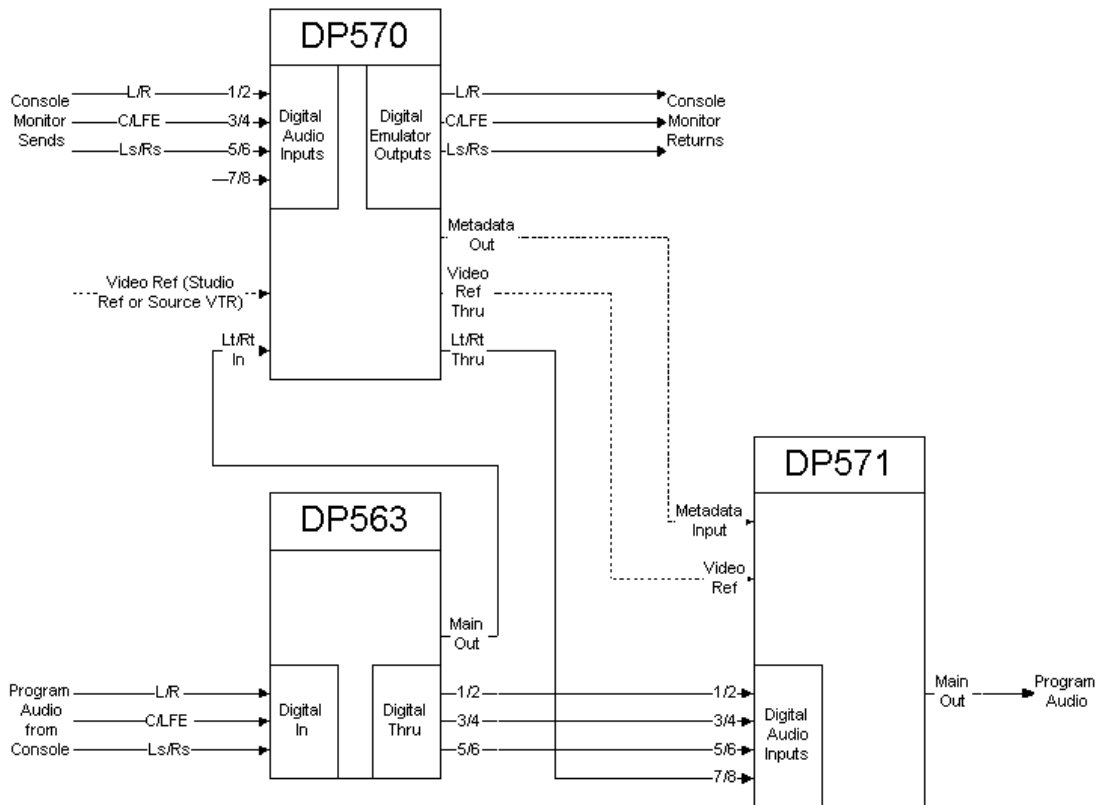 DP570
Console
Monitor
Sends
L/R
1/2
C/LFE
3/4
Ls/Rs
5/6
7/8
Digital
Audio
Inputs
Digital
Emulator
Outputs
L/R
C/LFE
Ls/Rs
Console
Monitor
Returns
Metadata
Out
Video Ref (Studio
Ref or Source VTR)
Video
Ref
Thru
Lt/Rt
In
Lt/Rt
Thru
DP571
Metadata
Input
Video
Ref
DP563
Main
Out
Program
Audio
from
Console
L/R
C/LFE
Ls/Rs
Digital
In
Digital
Thru
1/2
3/4
5/6
1/2
3/4
5/6
7/8
Digital
Audio
Inputs
Main
Out
Program
Audio